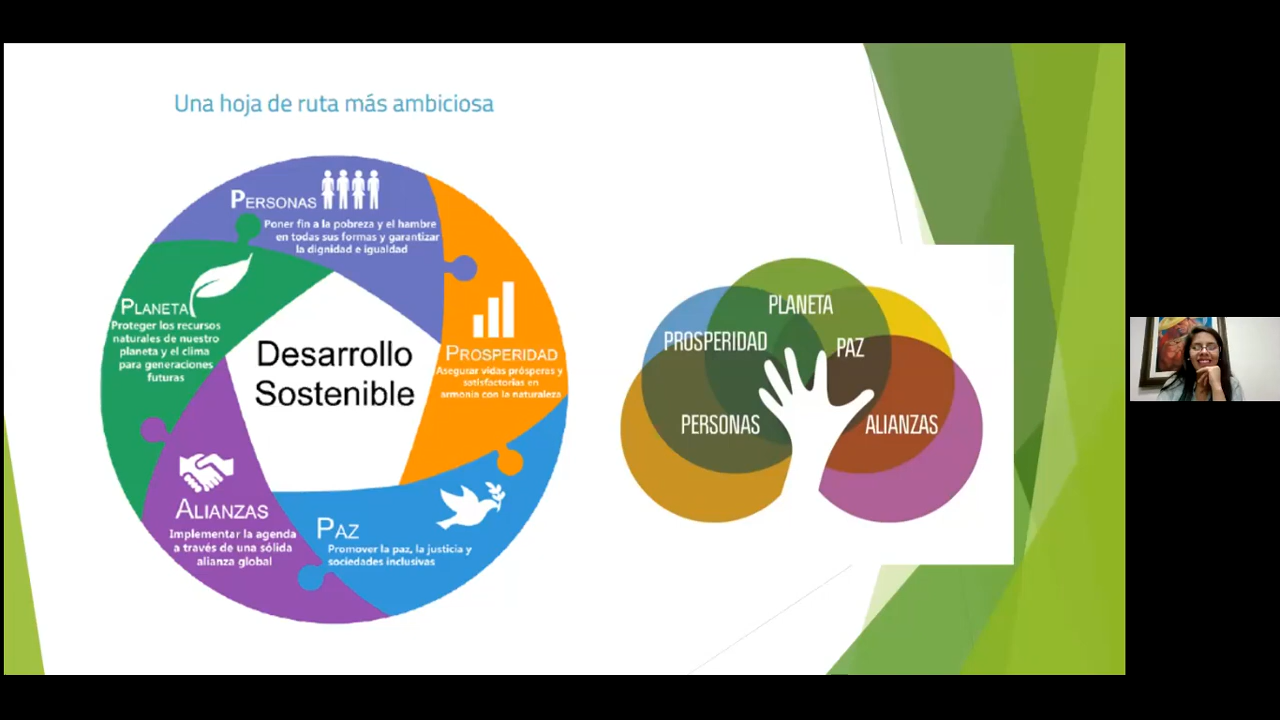 Una hoja de ruta más ambiciosa
PERSONAS
Poner fin a la pobreza y el hambre
en todas sus formas y garantizar
la dignidad e igualdad
PROSPERIDAD
Asegurar vidas prósperas y
satisfactorias en
armonía con la naturaleza
PAZ
Promover la paz, la justicia y
sociedades inclusivas
ALIANZAS
Implementar la agenda
a través de una sólida
alianza global
PLANETA
Proteger los recursos
naturales de nuestro
planeta y el clima
para generaciones
futuras
Desarrollo
Sostenible
PLANETA
PROSPERIDAD
PAZ
PERSONAS
ALIANZAS